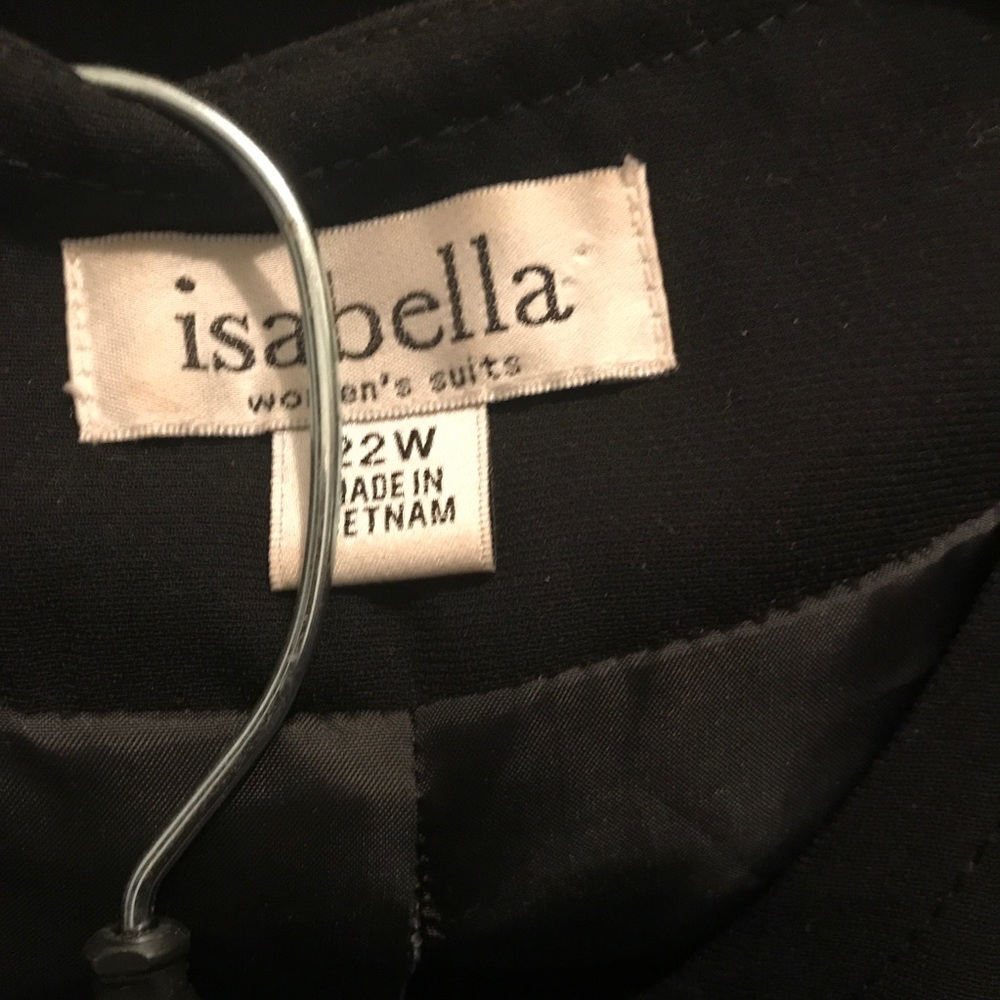 isabella
women's suits
22W
MADE IN
VIETNAM